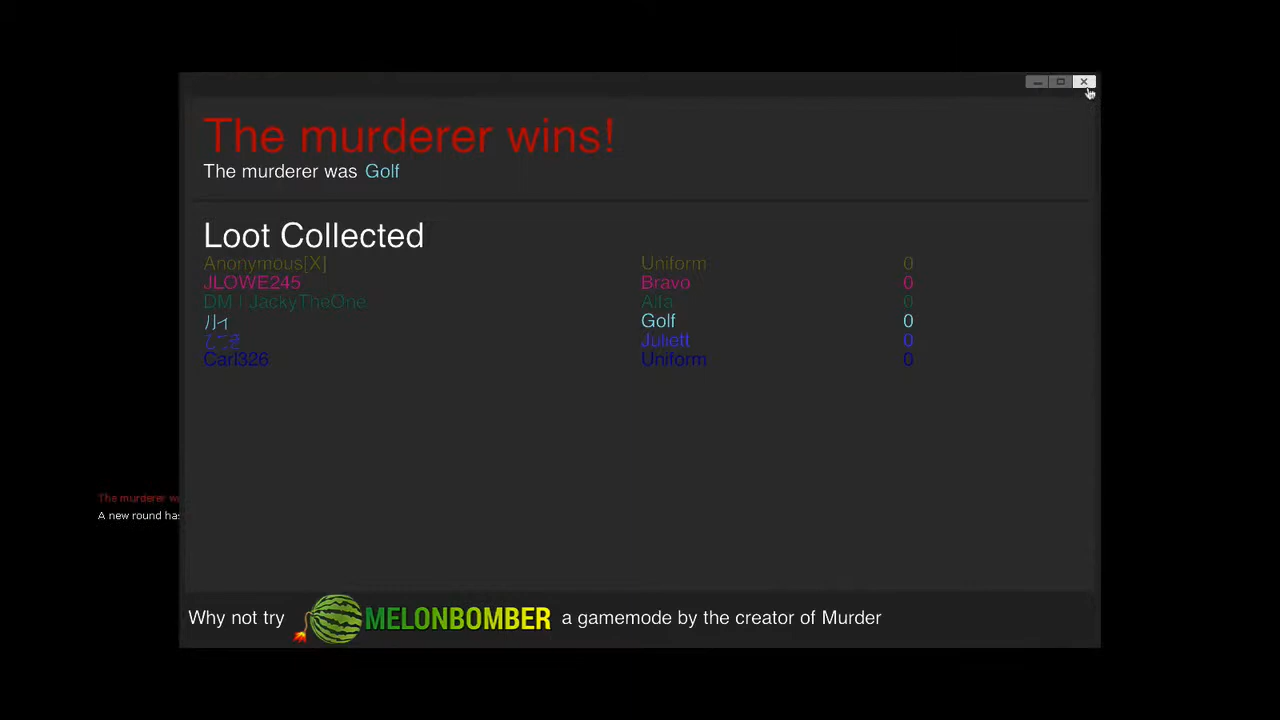 The murderer wins!
The murderer was Golf
Loot Collected
Anonymous[X] Uniform 0
JLOWE245 Bravo 0
DM | JackyTheOne Alfa 0
Golf 0
Juliett 0
Carl326 Uniform 0
The murderer wa
A new round has
Why not try MELONBOMBER a gamemode by the creator of Murder